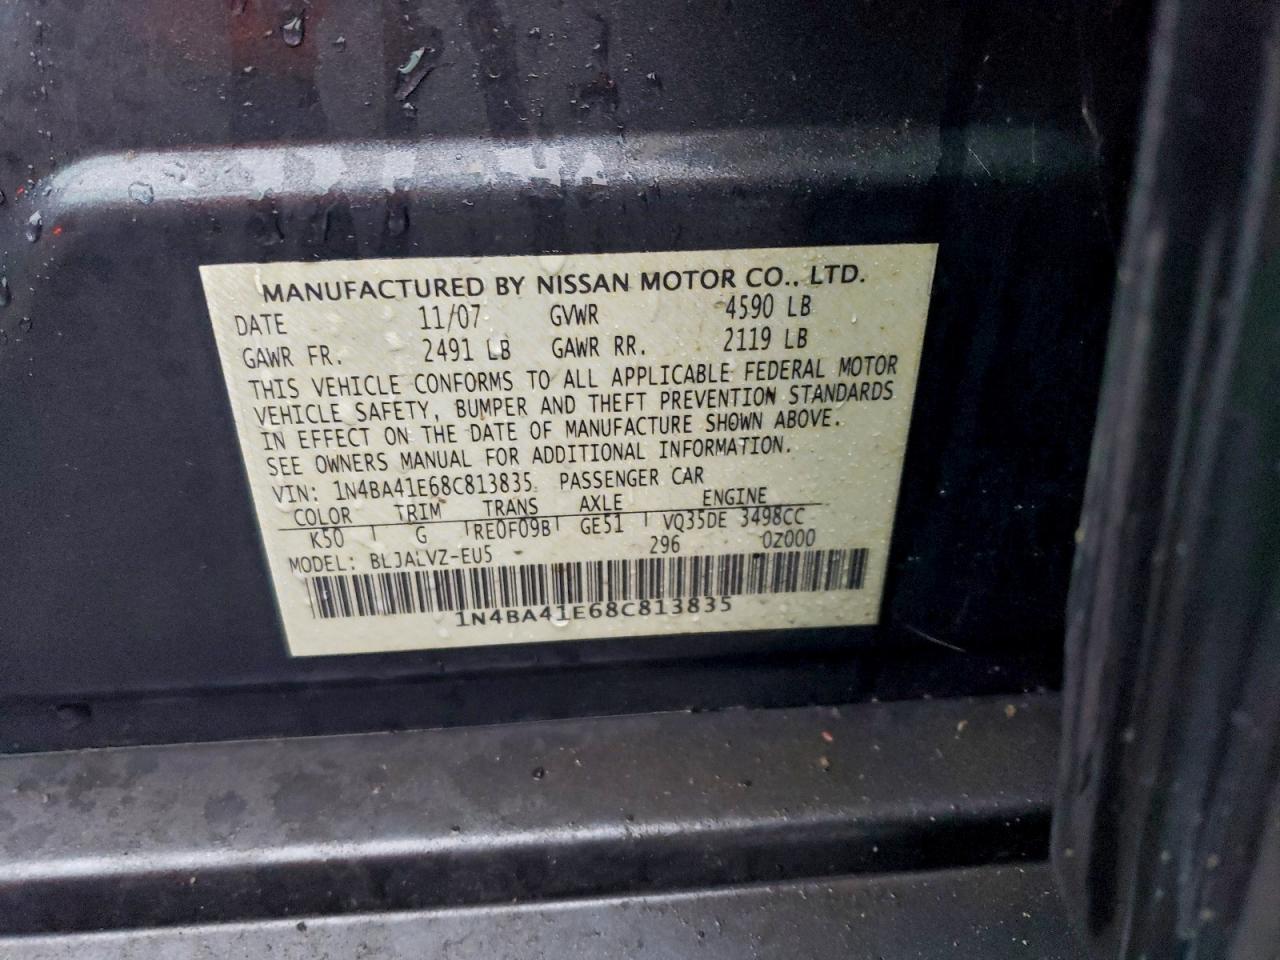 MANUFACTURED BY NISSAN MOTOR CO., LTD.
DATE 11/07 GVWR 4590 LB
GAWR FR. 2491 LB GAWR RR. 2119 LB
THIS VEHICLE CONFORMS TO ALL APPLICABLE FEDERAL MOTOR
VEHICLE SAFETY, BUMPER AND THEFT PREVENTION STANDARDS
IN EFFECT ON THE DATE OF MANUFACTURE SHOWN ABOVE.
SEE OWNERS MANUAL FOR ADDITIONAL INFORMATION.
VIN: 1N4BA41E68C813835 PASSENGER CAR
COLOR TRIM TRANS AXLE ENGINE
K50 G RE0F09B GE51 VQ35DE 3498CC
MODEL: BLJALVZ-EU5 296 0Z000
1N4BA41E68C813835